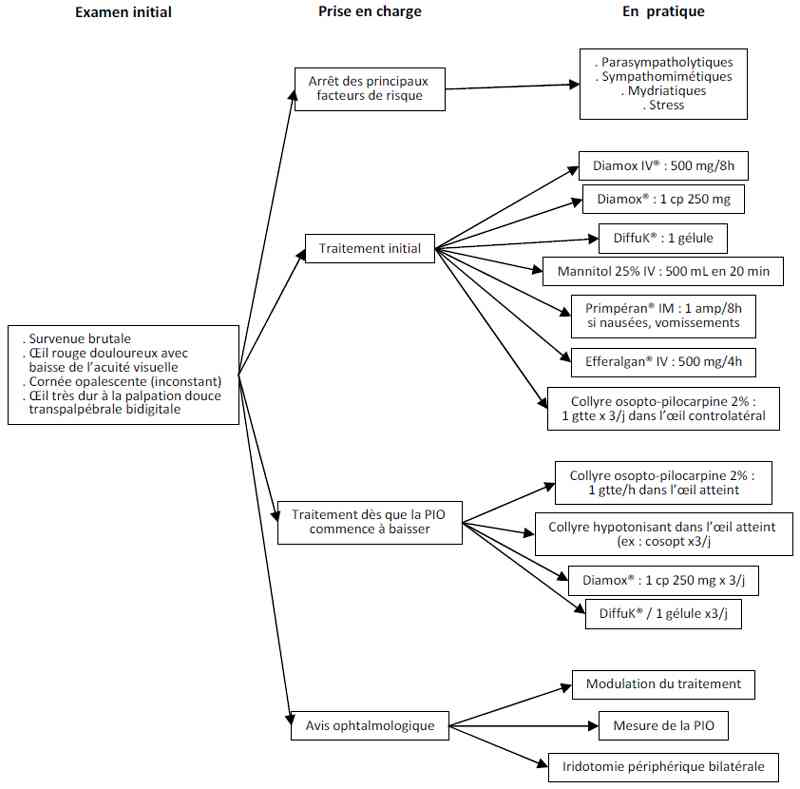 Examen initial
Prise en charge
En pratique
Arrêt des principaux
facteurs de risque
. Parasympatholytiques
. Sympathomimétiques
. Mydriatiques
. Stress
Traitement initial
Diamox IV® : 500 mg/8h
Diamox® : 1 cp 250 mg
DiffuK® : 1 gélule
Mannitol 25% IV : 500 mL en 20 min
Primpéran® IM : 1 amp/8h
si nausées, vomissements
Efferalgan® IV : 500 mg/4h
Collyre osopto-pilocarpine 2% :
1 gtte x 3/j dans l'œil controlatéral
. Survenue brutale
. Œil rouge douloureux avec
baisse de l'acuité visuelle
. Cornée opalescente (inconstant)
. Œil très dur à la palpation douce
transpalpébrale bidigitale
Traitement dès que la PIO
commence à baisser
Collyre osopto-pilocarpine 2% :
1 gtte/h dans l'œil atteint
Collyre hypotonisant dans l'œil atteint
(ex : cosopt x3/j
Diamox® : 1 cp 250 mg x 3/j
DiffuK® / 1 gélule x3/j
Avis ophtalmologique
Modulation du traitement
Mesure de la PIO
Iridotomie périphérique bilatérale